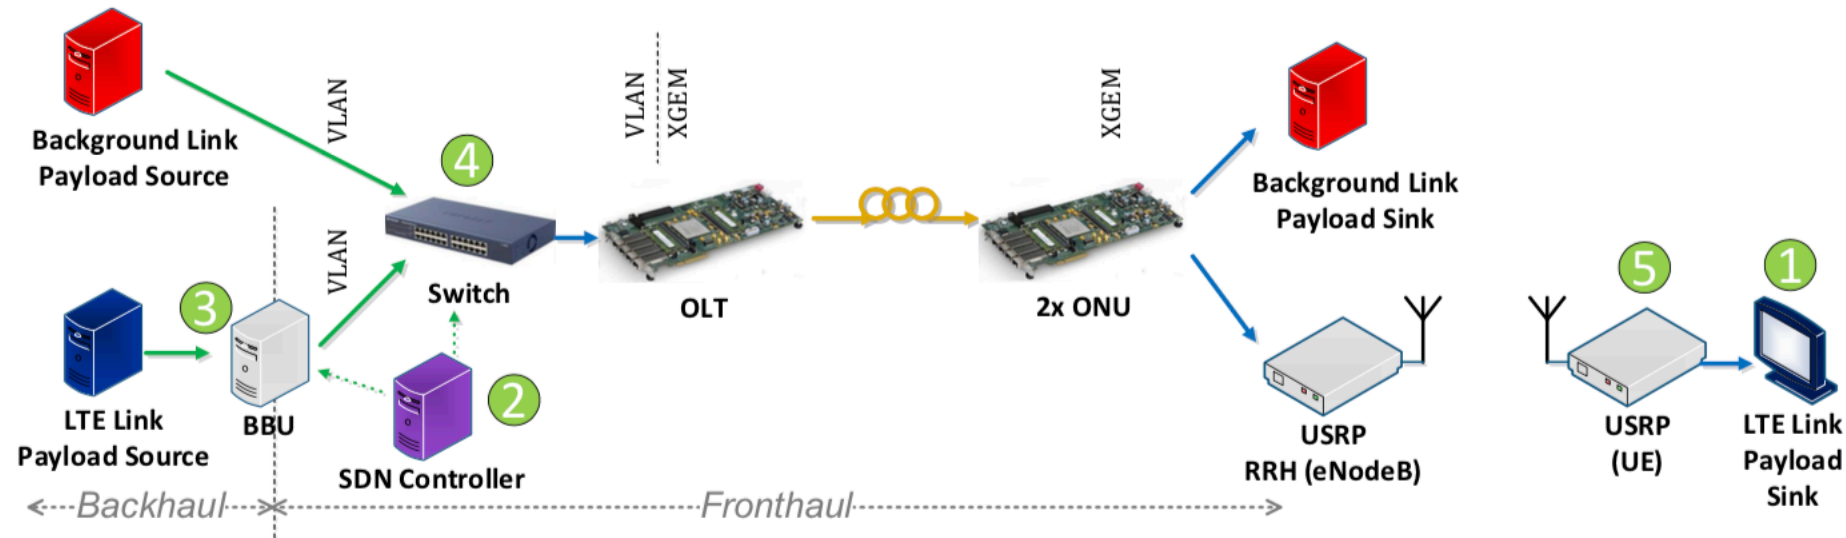 Background Link
Payload Source
VLAN
4
VLAN
XGEM
XGEM
Background Link
Payload Sink
VLAN
Switch
OLT
2x ONU
3
LTE Link
Payload Source
BBU
2
SDN Controller
USRP
RRH (eNodeB)
5
USRP
(UE)
1
LTE Link
Payload
Sink
Backhaul
Fronthaul